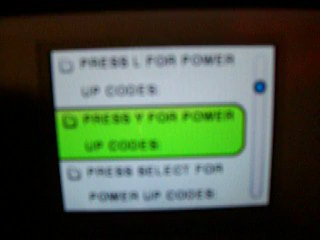 PRESS L FOR POWER
UP CODES
PRESS Y FOR POWER
UP CODES
PRESS SELECT FOR
POWER UP CODES